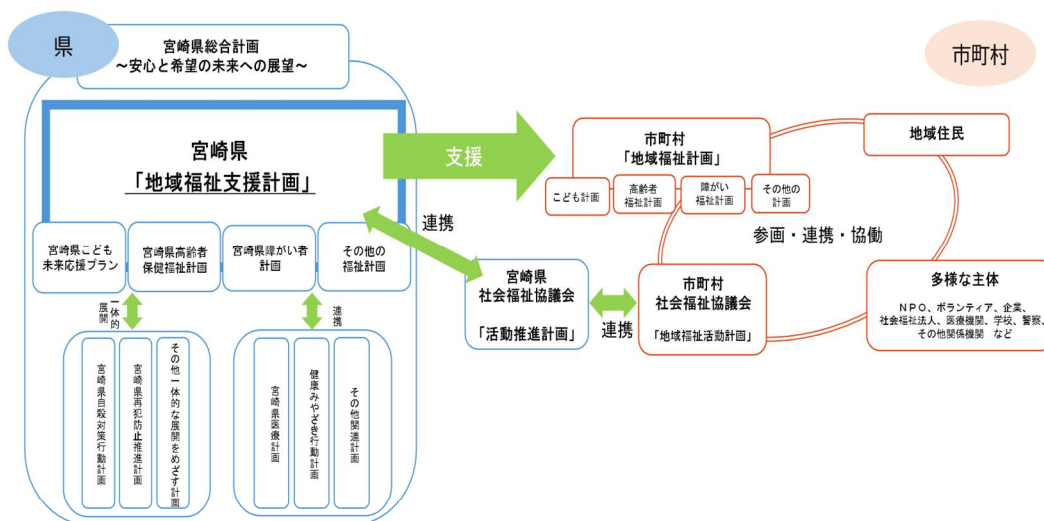 県
宮崎県総合計画
～安心と希望の未来への展望～
市町村
宮崎県
「地域福祉支援計画」
支援
市町村
「地域福祉計画」
こども計画
高齢者
福祉計画
障がい
福祉計画
その他の
計画
地域住民
参画・連携・協働
宮崎県こども
未来応援プラン
宮崎県高齢者
保健福祉計画
宮崎県障がい者
計画
その他の
福祉計画
連携
宮崎県
社会福祉協議会
「活動推進計画」
連携
市町村
社会福祉協議会
「地域福祉活動計画」
多様な主体
ＮＰＯ、ボランティア、企業、
社会福祉法人、医療機関、学校、警察、
その他関係機関　など
一体的
展開
連携
宮崎県自殺対策行動計画
宮崎県再犯防止推進計画
その他一体的な展開をめざす計画
宮崎県医療計画
健康みやざき行動計画
その他関連計画